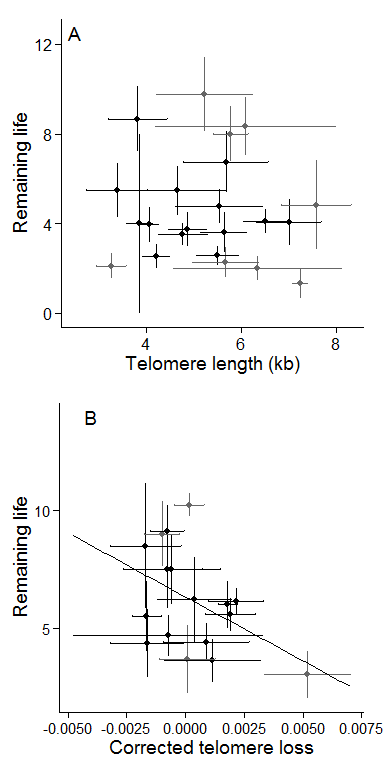 A
12
8
4
0
Remaining life
4 6 8
Telomere length (kb)
B
10
5
Remaining life
-0.0050 -0.0025 0.0000 0.0025 0.0050 0.0075
Corrected telomere loss